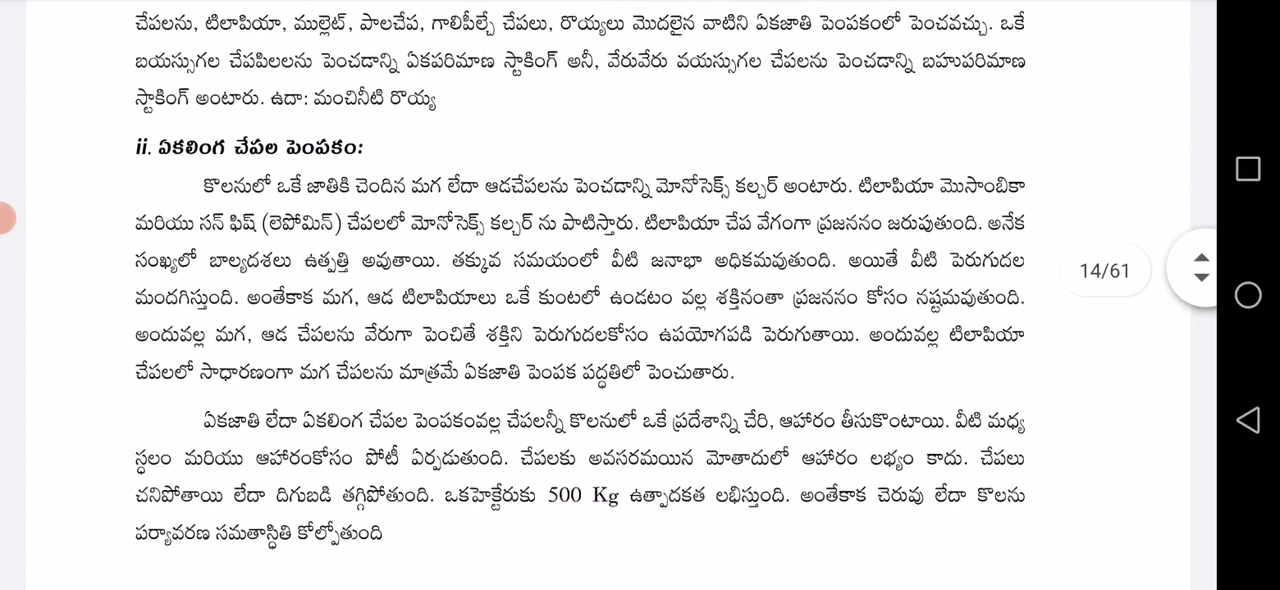 చేపలను, టిలాపియా, ముల్లెట్, పాలచేప, గాలిపీల్చే చేపలు, రొయ్యలు మొదలైన వాటిని ఏకజాతి పెంపకంలో పెంచవచ్చు. ఒకే
బయస్సుగల చేపపిలలను పెంచడాన్ని ఏకపరిమాణ స్టాకింగ్ అనీ, వేరువేరు వయస్సుగల చేపలను పెంచడాన్ని బహుపరిమాణ
స్టాకింగ్ అంటారు. ఉదా: మంచినీటి రొయ్య
ii. ఏకలింగ చేపల పెంపకం:
కొలనులో ఒకే జాతికి చెందిన మగ లేదా ఆడచేపలను పెంచడాన్ని మోనోసెక్స్ కల్చర్ అంటారు. టిలాపియా మొసాంబికా
మరియు సన్ ఫిష్ (లెపోమిన్) చేపలలో మోనోసెక్స్ కల్చర్ ను పాటిస్తారు. టిలాపియా చేప వేగంగా ప్రజననం జరుపుతుంది. అనేక
సంఖ్యలో బాల్యదశలు ఉత్పత్తి అవుతాయి. తక్కువ సమయంలో వీటి జనాభా అధికమవుతుంది. అయితే వీటి పెరుగుదల
మందగిస్తుంది. అంతేకాక మగ, ఆడ టిలాపియాలు ఒకే కుంటలో ఉండటం వల్ల శక్తినంతా ప్రజననం కోసం నష్టమవుతుంది.
అందువల్ల మగ, ఆడ చేపలను వేరుగా పెంచితే శక్తిని పెరుగుదలకోసం ఉపయోగపడి పెరుగుతాయి. అందువల్ల టిలాపియా
చేపలలో సాధారణంగా మగ చేపలను మాత్రమే ఏకజాతి పెంపక పద్ధతిలో పెంచుతారు.
ఏకజాతి లేదా ఏకలింగ చేపల పెంపకంవల్ల చేపలన్నీ కొలనులో ఒకే ప్రదేశాన్ని చేరి, ఆహారం తీసుకొంటాయి. వీటి మధ్య
స్థలం మరియు ఆహారంకోసం పోటీ ఏర్పడుతుంది. చేపలకు అవసరమయిన మోతాదులో ఆహారం లభ్యం కాదు. చేపలు
చనిపోతాయి లేదా దిగుబడి తగ్గిపోతుంది. ఒకహెక్టేరుకు 500 Kg ఉత్పాదకత లభిస్తుంది. అంతేకాక చెరువు లేదా కొలను
పర్యావరణ సమతాస్థితి కోల్పోతుంది
14/61